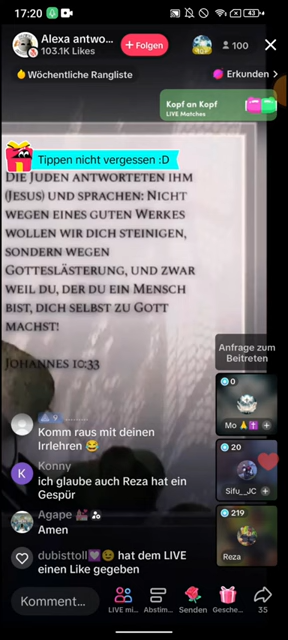 17:20
43
Alexa antwo...
103.1K Likes
+ Folgen
100
Wöchentliche Rangliste
Erkunden >
Kopf an Kopf
LIVE Matches
Tippen nicht vergessen :D
DIE JUDEN ANTWORTETEN IHM
(JESUS) UND SPRACHEN: NICHT
WEGEN EINES GUTEN WERKES
WOLLEN WIR DICH STEINIGEN,
SONDERN WEGEN
GOTTESLÄSTERUNG, UND ZWAR
WEIL DU, DER DU EIN MENSCH
BIST, DICH SELBST ZU GOTT
MACHST!
JOHANNES 10:33
Anfrage zum
Beitreten
0
Mo 🙏✝️ +
20
Sifu_JC +
219
Reza
9
Komm raus mit deinen
Irrlehren 😂
K
Konny
ich glaube auch Reza hat ein
Gespür
Agape
Amen
dubisttoll💜😉 hat dem LIVE
einen Like gegeben
Komment...
LIVE mi...
Abstim...
Senden
Gesche...
35